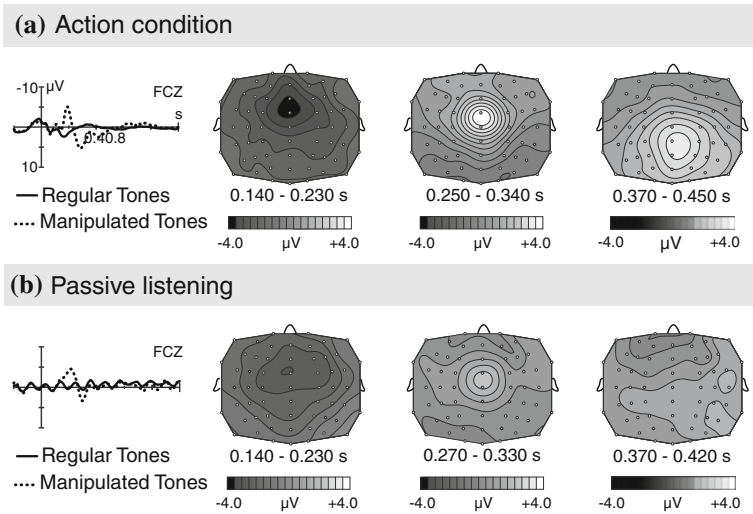 (a) Action condition
-10 μV FCZ
s
0.40.8
10
Regular Tones
Manipulated Tones
0.140 - 0.230 s 0.250 - 0.340 s 0.370 - 0.450 s
-4.0 μV +4.0 -4.0 μV +4.0 -4.0 μV +4.0
(b) Passive listening
FCZ
Regular Tones
Manipulated Tones
0.140 - 0.230 s 0.270 - 0.330 s 0.370 - 0.420 s
-4.0 μV +4.0 -4.0 μV +4.0 -4.0 μV +4.0